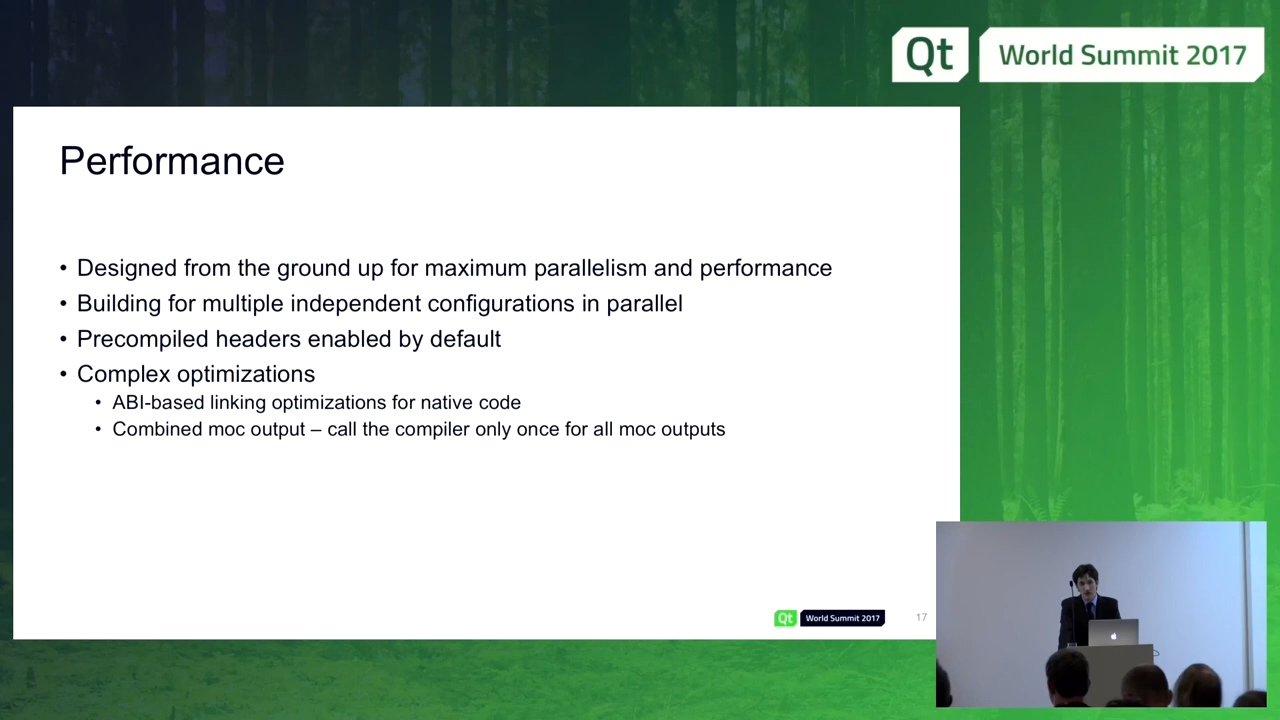 Qt World Summit 2017
Performance
• Designed from the ground up for maximum parallelism and performance
• Building for multiple independent configurations in parallel
• Precompiled headers enabled by default
• Complex optimizations
• ABI-based linking optimizations for native code
• Combined moc output – call the compiler only once for all moc outputs
Qt World Summit 2017 17